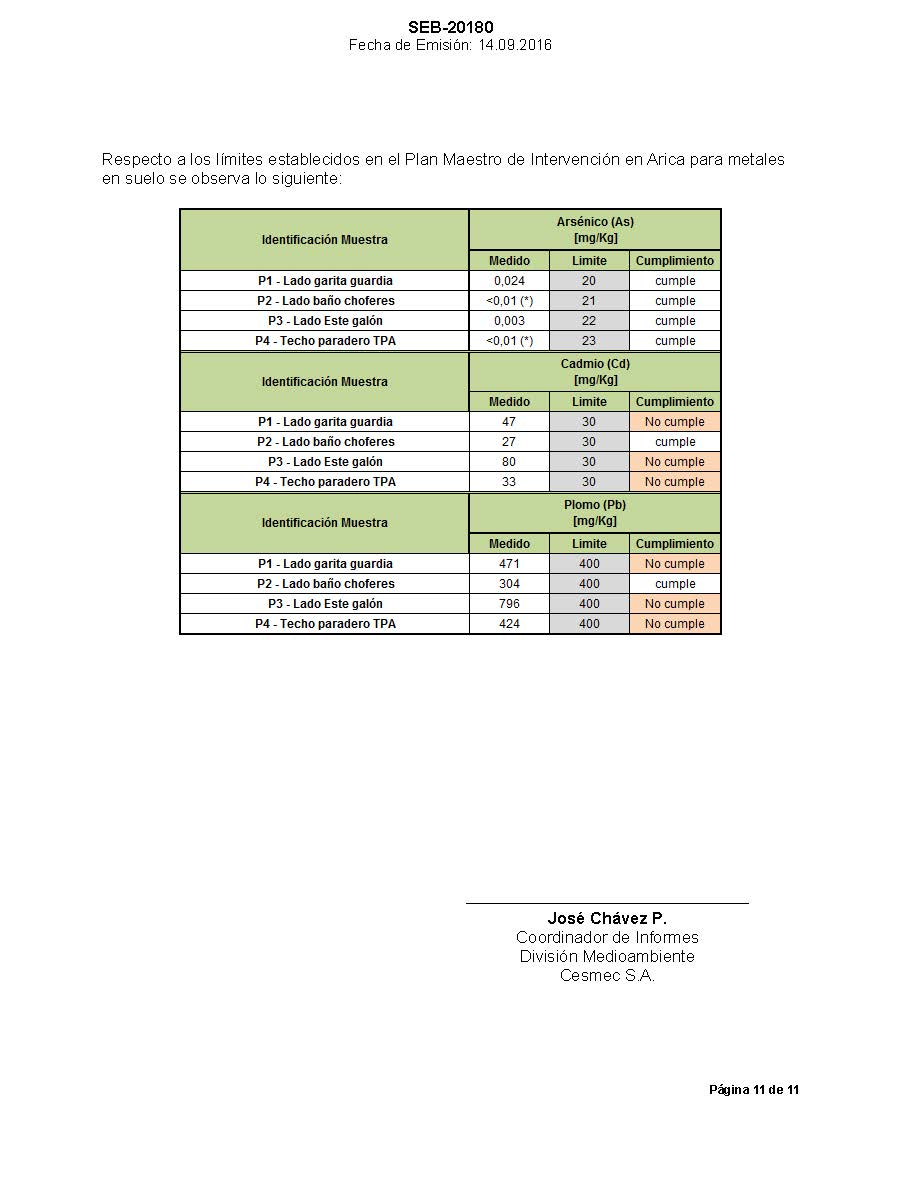 SEB-20180
Fecha de Emisión: 14.09.2016
Respecto a los límites establecidos en el Plan Maestro de Intervención en Arica para metales
en suelo se observa lo siguiente:
Identificación Muestra
Arsénico (As)
[mg/Kg]
Medido Limite Cumplimiento
P1 - Lado garita guardia 0,024 20 cumple
P2 - Lado baño choferes <0,01 (*) 21 cumple
P3 - Lado Este galón 0,003 22 cumple
P4 - Techo paradero TPA <0,01 (*) 23 cumple
Identificación Muestra
Cadmio (Cd)
[mg/Kg]
Medido Limite Cumplimiento
P1 - Lado garita guardia 47 30 No cumple
P2 - Lado baño choferes 27 30 cumple
P3 - Lado Este galón 80 30 No cumple
P4 - Techo paradero TPA 33 30 No cumple
Identificación Muestra
Plomo (Pb)
[mg/Kg]
Medido Limite Cumplimiento
P1 - Lado garita guardia 471 400 No cumple
P2 - Lado baño choferes 304 400 cumple
P3 - Lado Este galón 796 400 No cumple
P4 - Techo paradero TPA 424 400 No cumple
José Chávez P.
Coordinador de Informes
División Medioambiente
Cesmec S.A.
Página 11 de 11